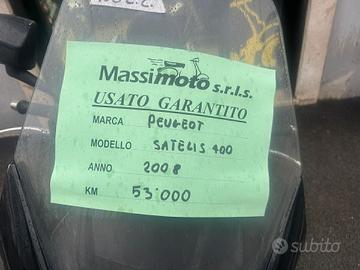 Massimoto s.r.l.s.
USATO GARANTITO
MARCA PEUGEOT
MODELLO SATELIS 400
ANNO 2008
KM 53.000
subito